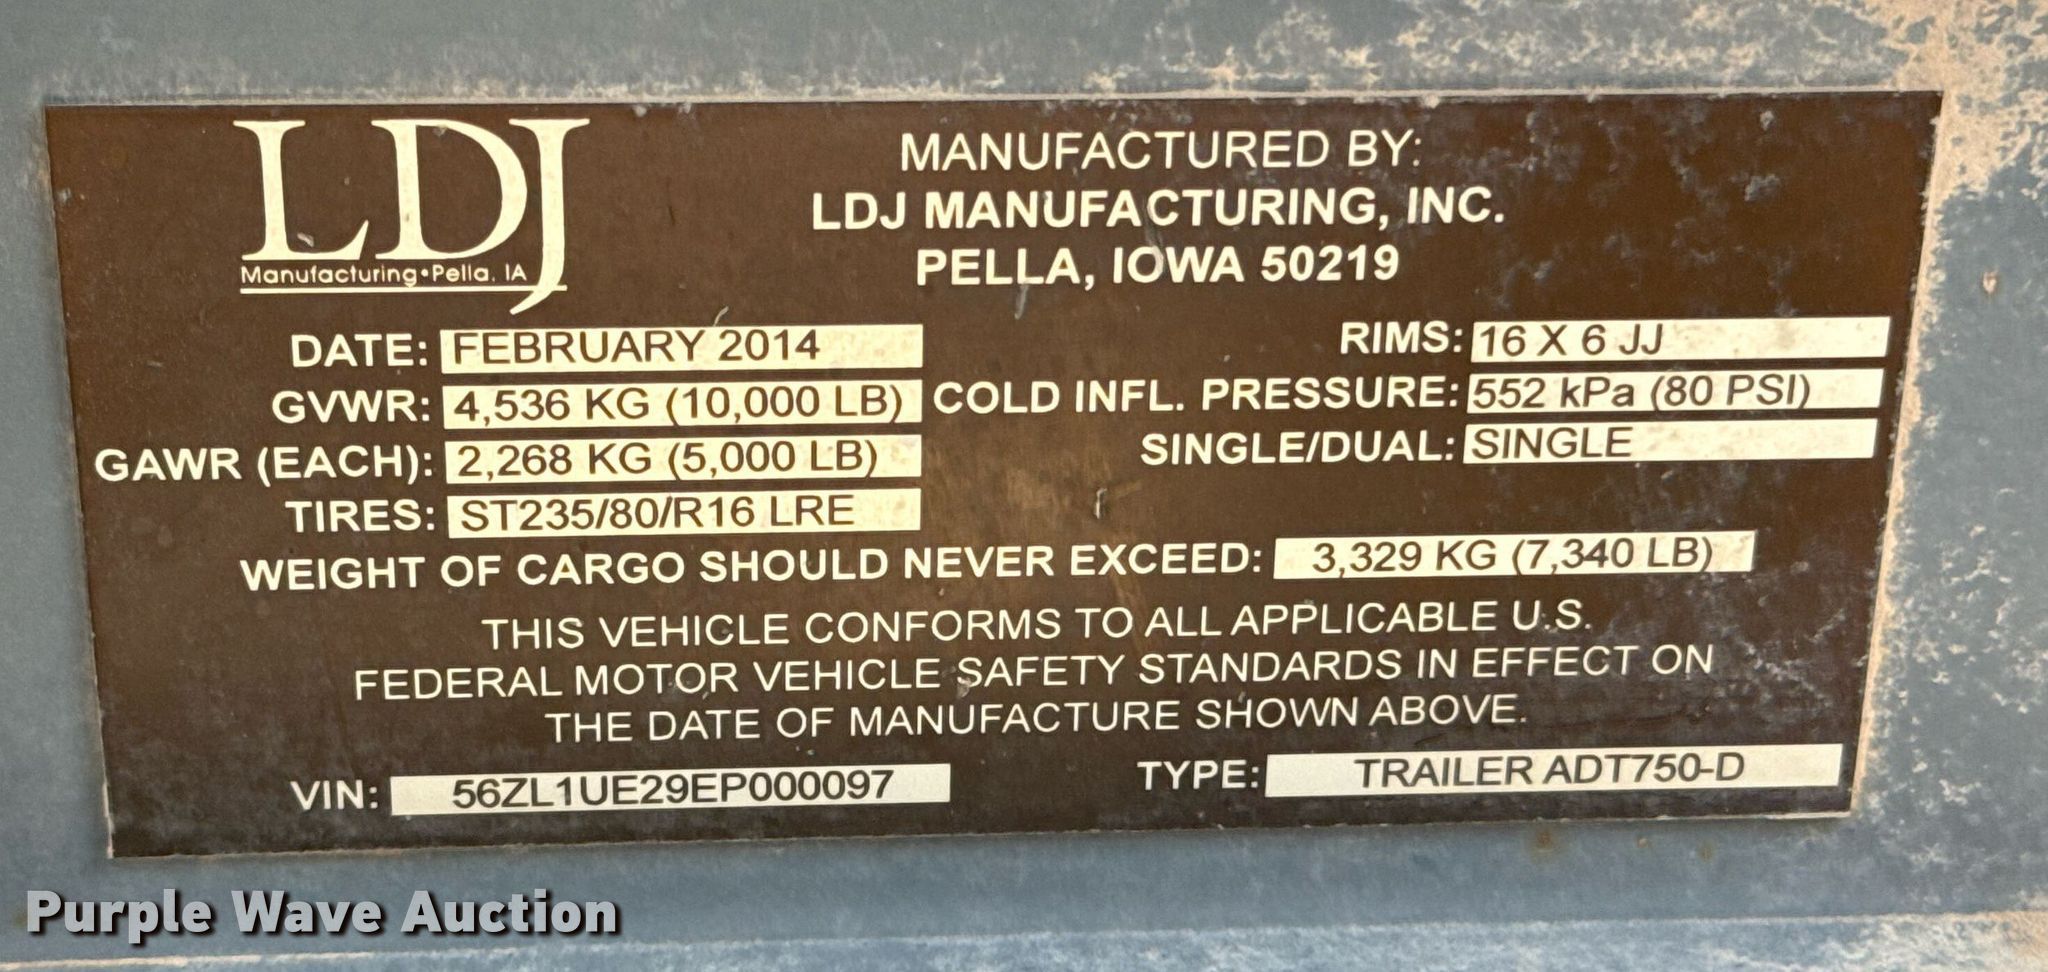 LDJ
Manufacturing•Pella, IA
MANUFACTURED BY:
LDJ MANUFACTURING, INC.
PELLA, IOWA 50219
DATE: FEBRUARY 2014
GVWR: 4,536 KG (10,000 LB)
GAWR (EACH): 2,268 KG (5,000 LB)
TIRES: ST235/80/R16 LRE
RIMS: 16 X 6 JJ
COLD INFL. PRESSURE: 552 kPa (80 PSI)
SINGLE/DUAL: SINGLE
WEIGHT OF CARGO SHOULD NEVER EXCEED: 3,329 KG (7,340 LB)
THIS VEHICLE CONFORMS TO ALL APPLICABLE U.S.
FEDERAL MOTOR VEHICLE SAFETY STANDARDS IN EFFECT ON
THE DATE OF MANUFACTURE SHOWN ABOVE.
VIN: 56ZL1UE29EP000097
TYPE: TRAILER ADT750-D
Purple Wave Auction